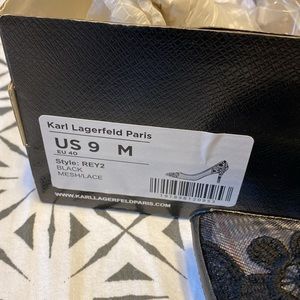 Karl Lagerfeld Paris
US 9 M
EU 40
Style: REY2
BLACK
MESH/LACE
WWW.KARLLAGERFELDPARIS.COM